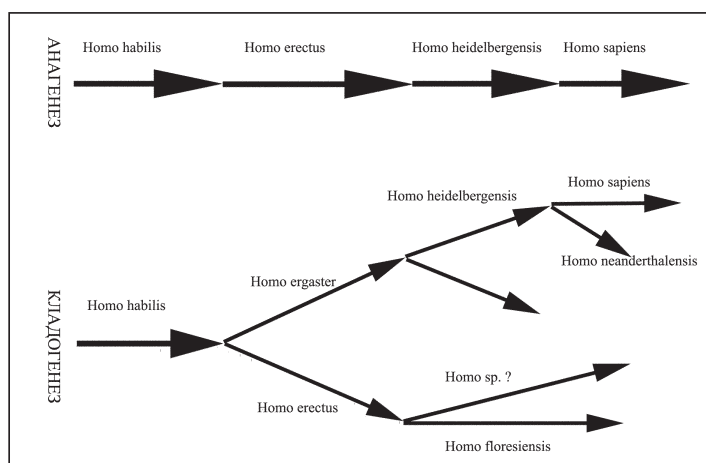 АНАГЕНЕЗ
Homo habilis
Homo erectus
Homo heidelbergensis
Homo sapiens
КЛАДОГЕНЕЗ
Homo habilis
Homo ergaster
Homo heidelbergensis
Homo sapiens
Homo neanderthalensis
Homo erectus
Homo sp. ?
Homo floresiensis